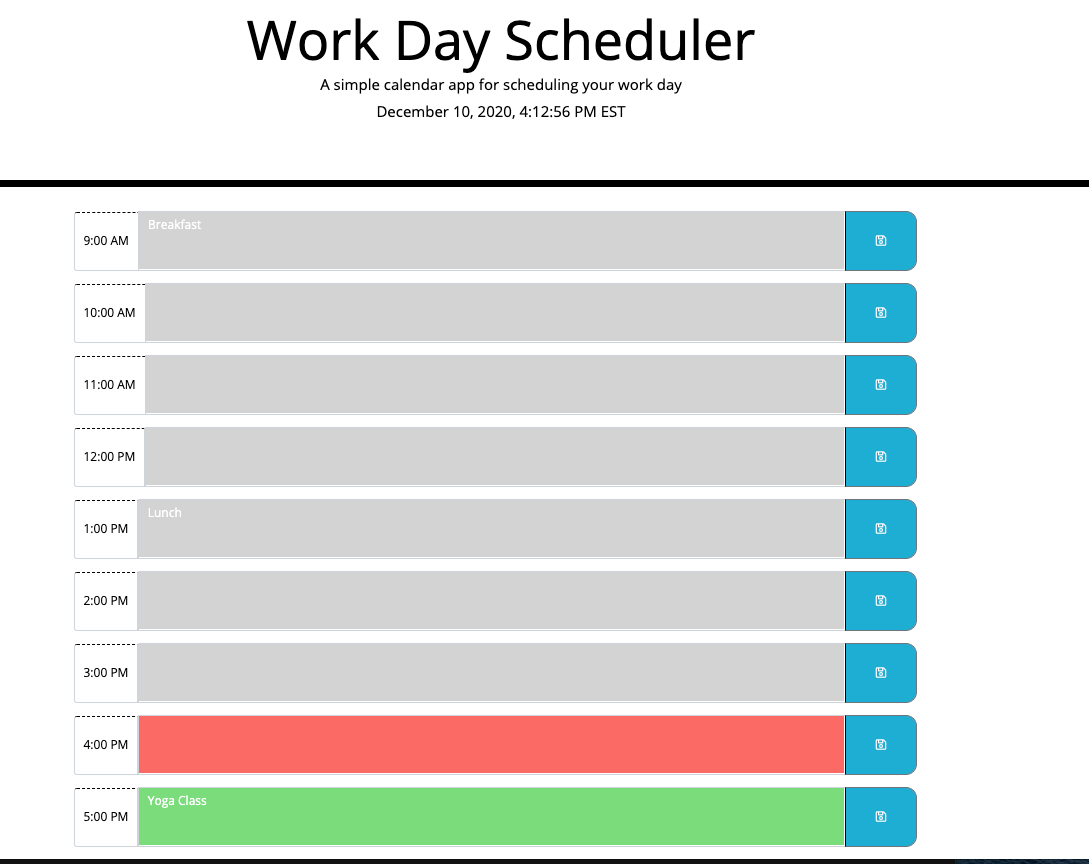 Work Day Scheduler
A simple calendar app for scheduling your work day
December 10, 2020, 4:12:56 PM EST
9:00 AM Breakfast
10:00 AM
11:00 AM
12:00 PM
1:00 PM Lunch
2:00 PM
3:00 PM
4:00 PM
5:00 PM Yoga Class